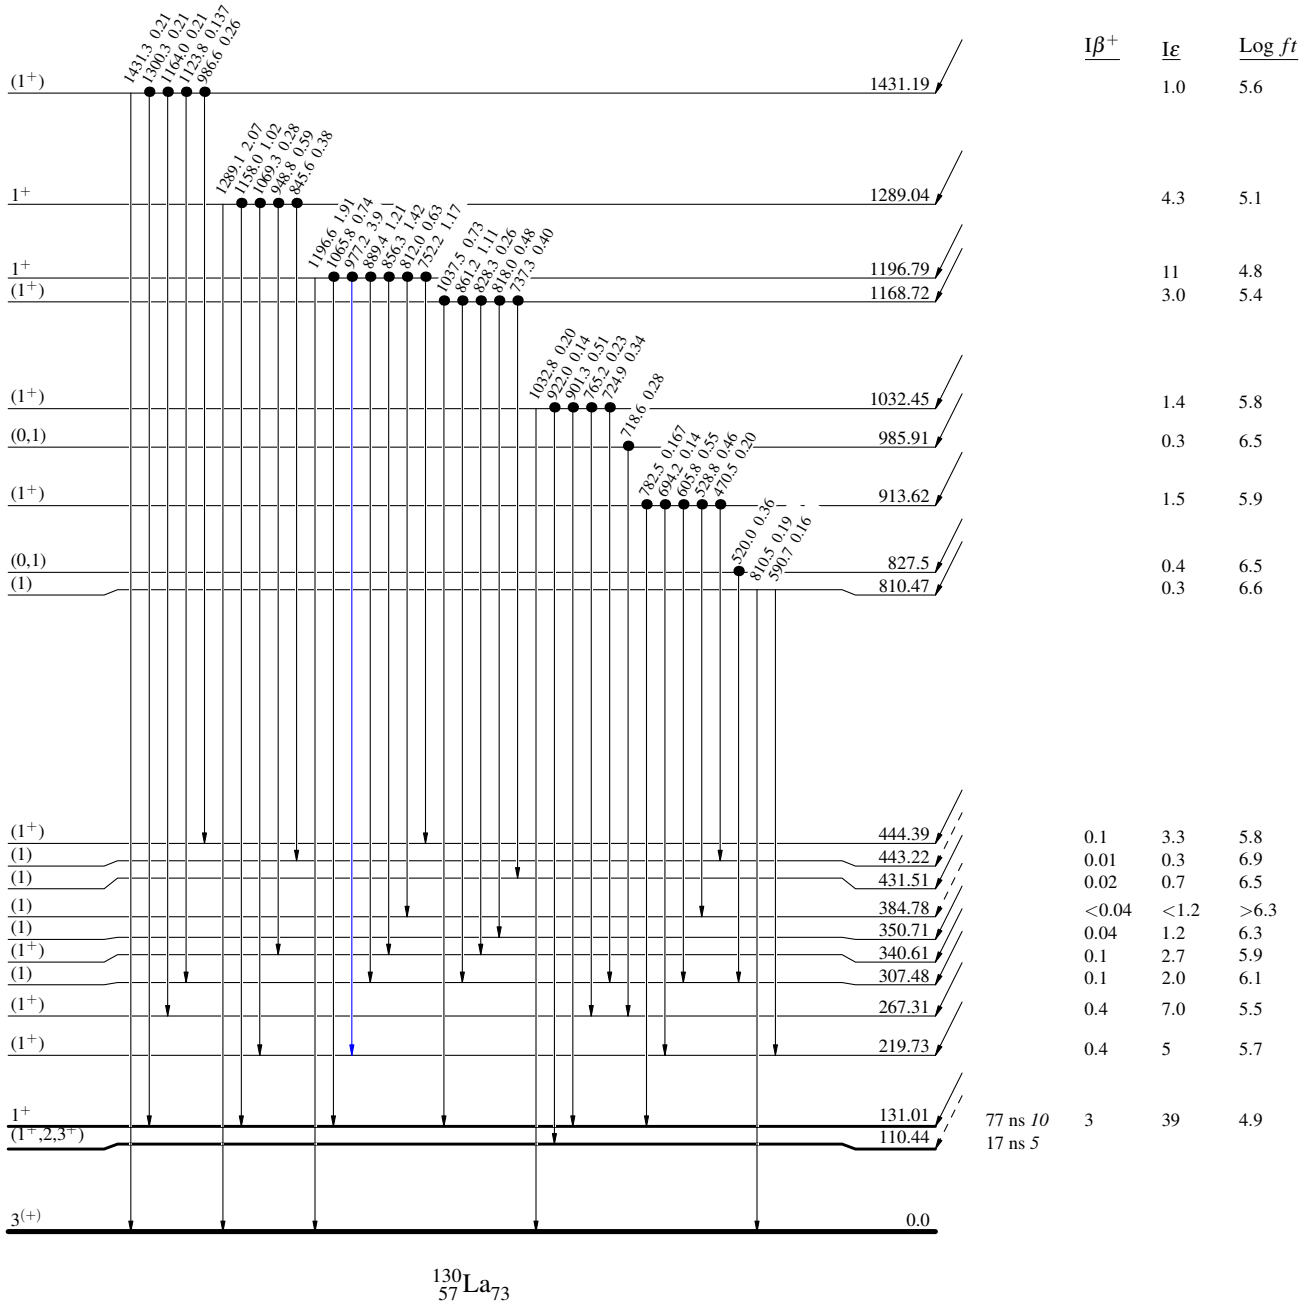 Iβ+ Iε Log ft
1431.3 0.21
1300.3 0.21
1164.0 0.21
1123.8 0.137
986.6 0.26
(1+) 1431.19 1.0 5.6
1289.1 2.07
1158.0 1.02
1069.3 0.28
948.8 0.59
845.6 0.38
1+ 1289.04 4.3 5.1
1196.6 1.91
1065.8 0.74
977.2 3.9
889.4 1.21
856.3 1.42
812.0 0.63
752.2 1.17
1+ 1196.79 11 4.8
1037.5 0.73
861.2 1.11
828.3 0.26
818.0 0.48
737.3 0.40
(1+) 1168.72 3.0 5.4
1032.8 0.20
922.0 0.14
901.3 0.51
765.2 0.23
724.9 0.34
(1+) 1032.45 1.4 5.8
718.6 0.28
(0,1) 985.91 0.3 6.5
782.5 0.167
694.2 0.14
605.8 0.55
528.8 0.46
470.5 0.20
(1+) 913.62 1.5 5.9
520.0 0.36
(0,1) 827.5 0.4 6.5
810.5 0.19
590.7 0.16
(1) 810.47 0.3 6.6
(1+) 444.39 0.1 3.3 5.8
(1) 443.22 0.01 0.3 6.9
(1) 431.51 0.02 0.7 6.5
(1) 384.78 <0.04 <1.2 >6.3
(1) 350.71 0.04 1.2 6.3
(1+) 340.61 0.1 2.7 5.9
(1) 307.48 0.1 2.0 6.1
(1+) 267.31 0.4 7.0 5.5
(1+) 219.73 0.4 5 5.7
1+ 131.01 77 ns 10 3 39 4.9
(1+,2,3+) 110.44 17 ns 5
3(+) 0.0
130 57 La 73